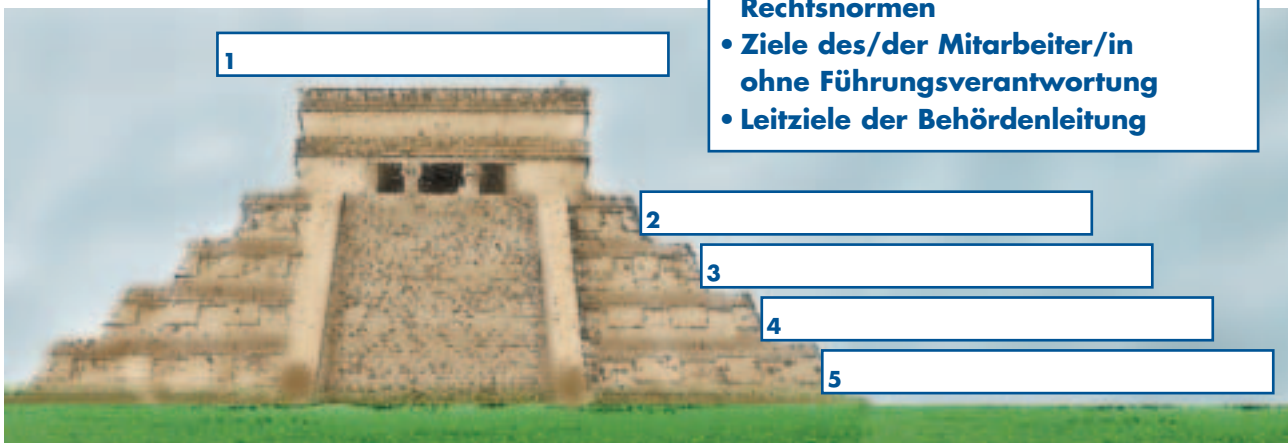 Rechtsnormen
• Ziele des/der Mitarbeiter/in
ohne Führungsverantwortung
• Leitziele der Behördenleitung
1
2
3
4
5